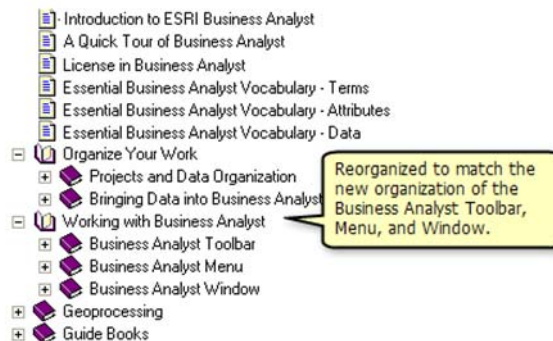 Introduction to ESRI Business Analyst
A Quick Tour of Business Analyst
License in Business Analyst
Essential Business Analyst Vocabulary - Terms
Essential Business Analyst Vocabulary - Attributes
Essential Business Analyst Vocabulary - Data
Organize Your Work
Projects and Data Organization
Bringing Data into Business Analyst
Working with Business Analyst
Business Analyst Toolbar
Business Analyst Menu
Business Analyst Window
Geoprocessing
Guide Books
Reorganized to match the
new organization of the
Business Analyst Toolbar,
Menu, and Window.